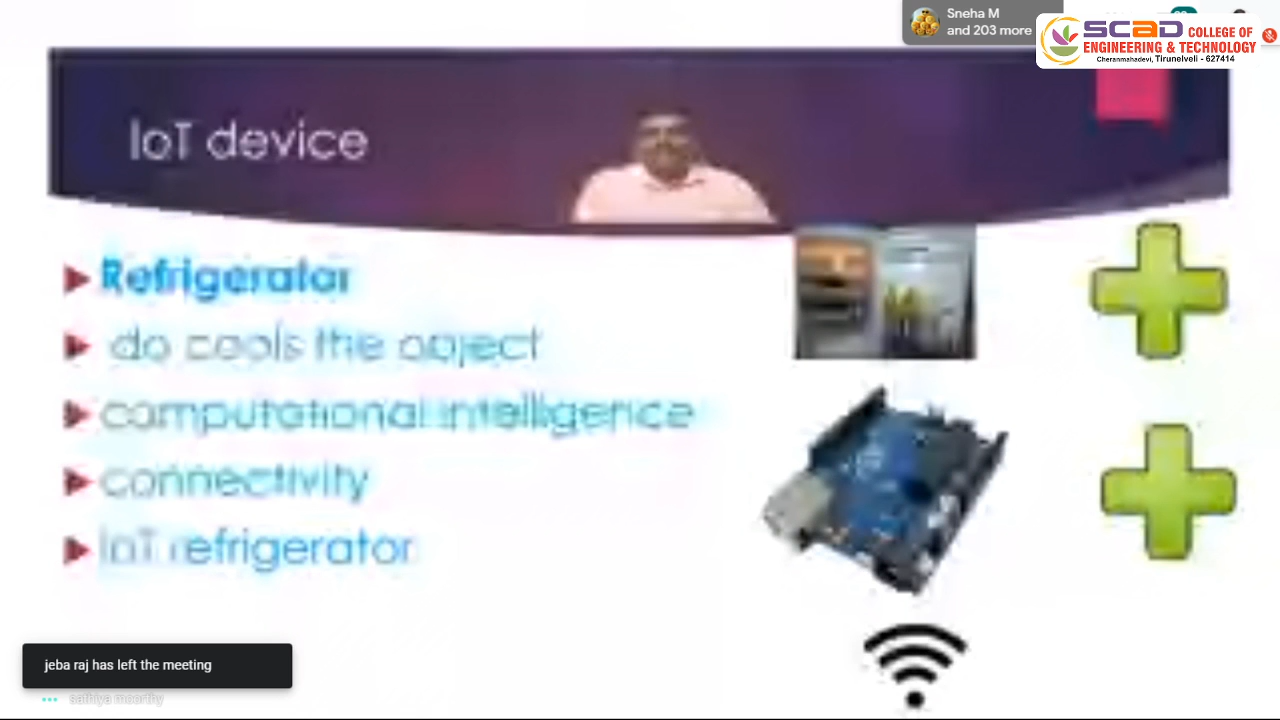 Sneha M
and 203 more
SCAD COLLEGE OF
ENGINEERING & TECHNOLOGY
Cheranmahadevi, Tirunelveli - 627414
IoT device
Refrigerator
do cools the object
computational intelligence
connectivity
IoT refrigerator
jeba raj has left the meeting
sathiya moorthy